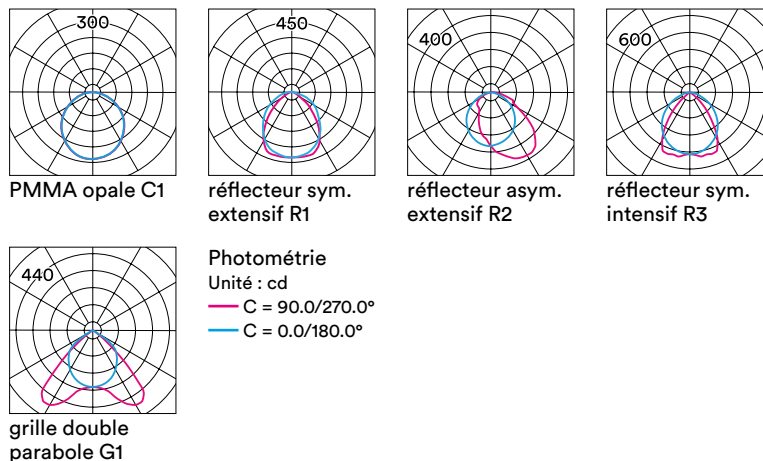 300
450
400
600
PMMA opale C1
réflecteur sym.
extensif R1
réflecteur asym.
extensif R2
réflecteur sym.
intensif R3
440
grille double
parabole G1
Photométrie
Unité : cd
C = 90.0/270.0°
C = 0.0/180.0°